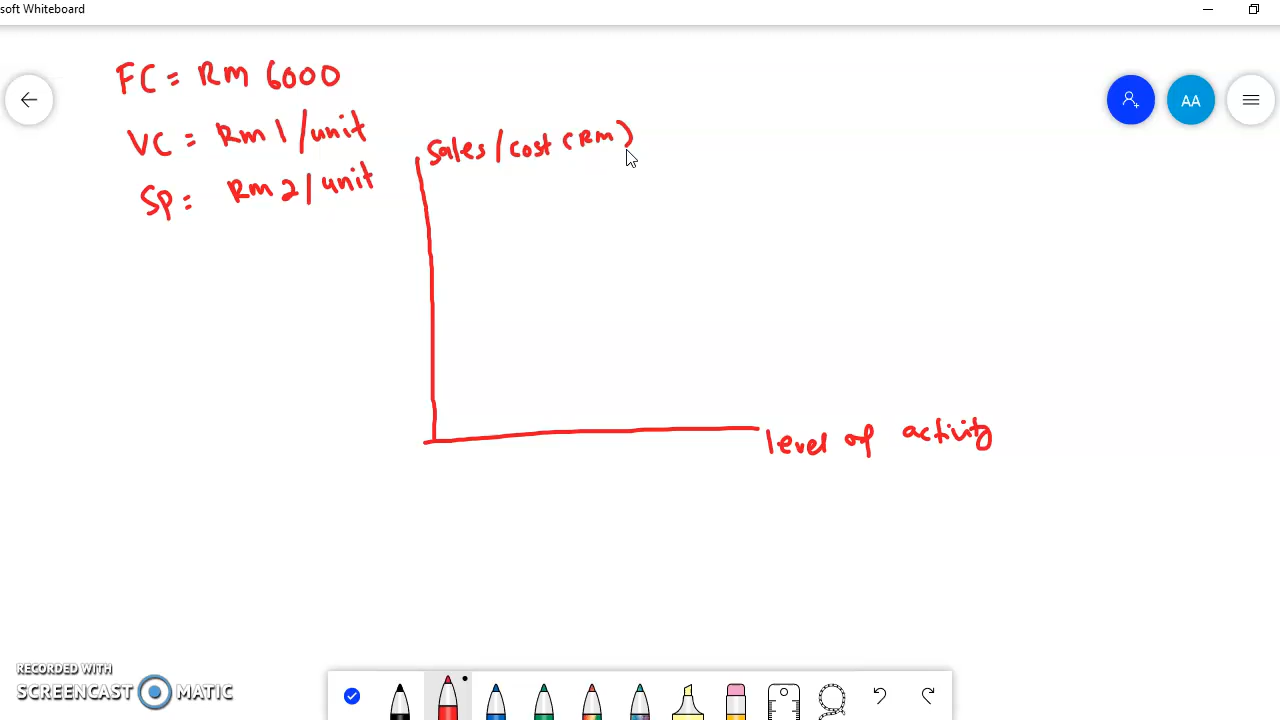 soft Whiteboard
FC = Rm 6000
VC = Rm 1 / unit
SP = Rm 2 / unit
Sales / cost (RM)
level of activity
AA
RECORDED WITH
SCREENCAST MATIC